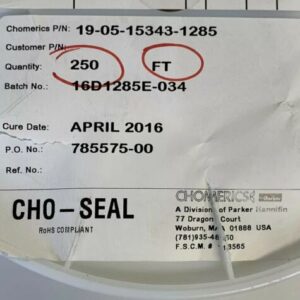 Chomerics P/N: 19-05-15343-1285
Customer P/N:
Quantity: 250 FT
Batch No.: 16D1285E-034
Cure Date: APRIL 2016
P.O. No.: 785575-00
Ref. No.:
CHOMERICS
CHO-SEAL
RoHS COMPLIANT
A Division of Parker Hannifin
77 Dragon Court
Woburn, MA 01888 USA
(781)935-
F.S.C.M. #